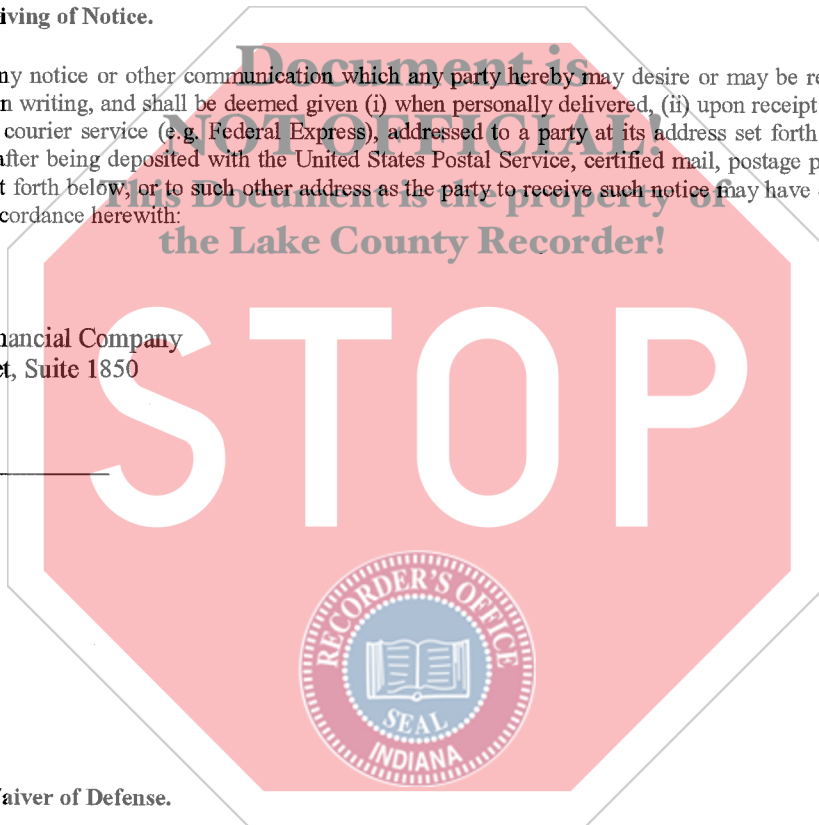 iving of Notice.
Document is
ny notice or other communication which any party hereby may desire or may be re
n writing, and shall be deemed given (i) when personally delivered, (ii) upon receipt
NOT OFFICIAL!
courier service (e.g. Federal Express), addressed to a party at its address set forth
after being deposited with the United States Postal Service, certified mail, postage p
t forth below, or to such other address as the party to receive such notice may have
This Document is the property of
cordance herewith:
the Lake County Recorder!
nancial Company
et, Suite 1850
STOP
RECORDER'S OFFICE
SEAL
INDIANA
aiver of Defense.